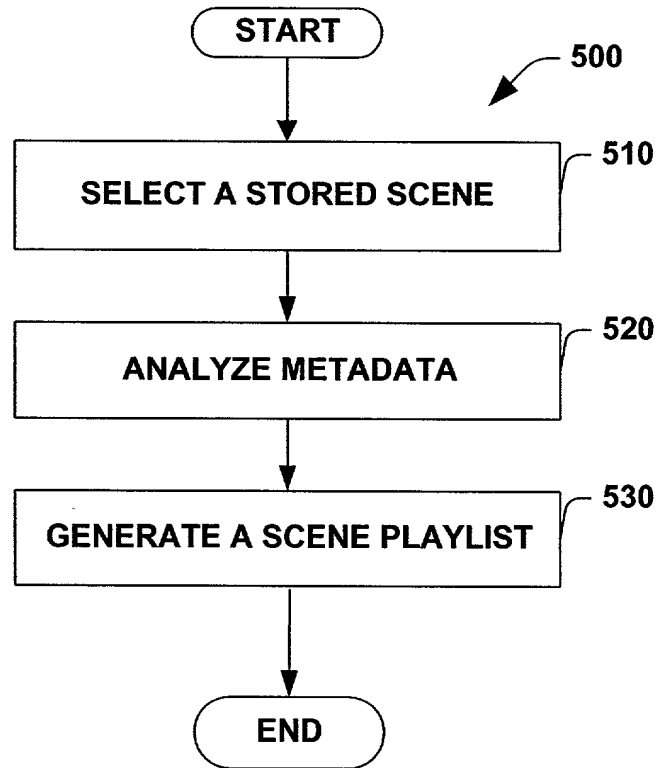 START
500
510
SELECT A STORED SCENE
520
ANALYZE METADATA
530
GENERATE A SCENE PLAYLIST
END